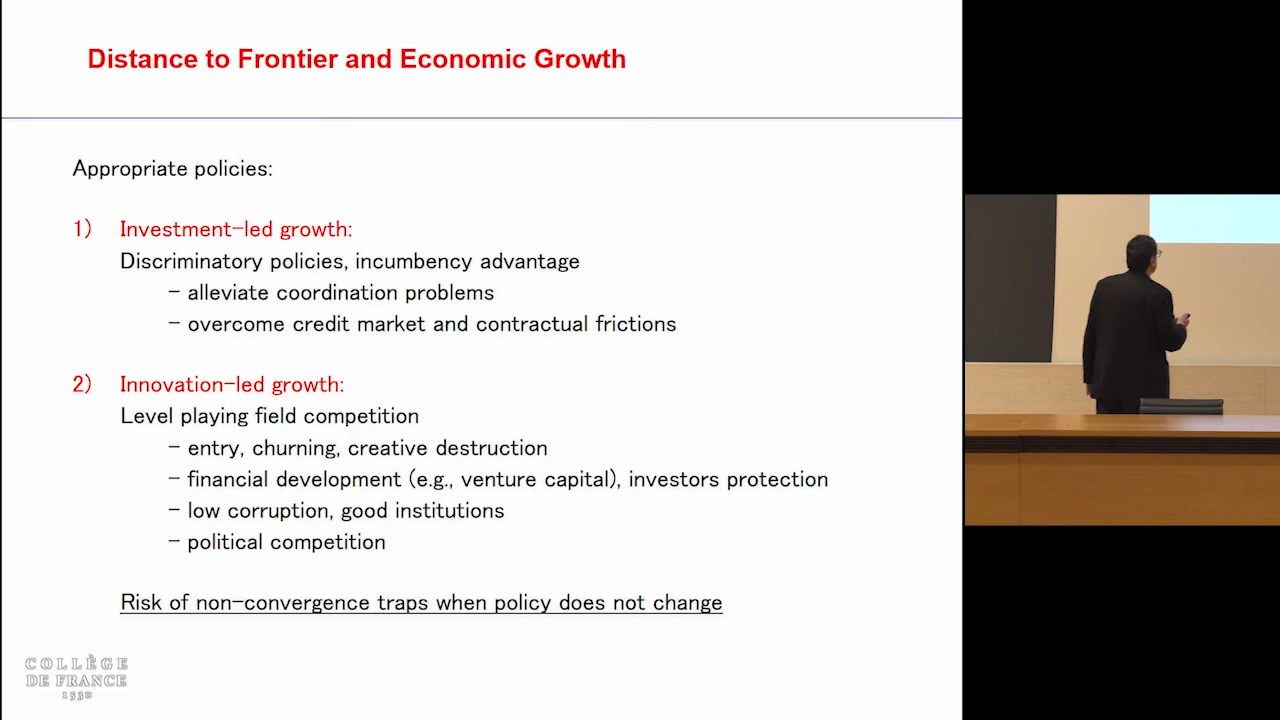 Distance to Frontier and Economic Growth
Appropriate policies:
1) Investment-led growth:
Discriminatory policies, incumbency advantage
- alleviate coordination problems
- overcome credit market and contractual frictions
2) Innovation-led growth:
Level playing field competition
- entry, churning, creative destruction
- financial development (e.g., venture capital), investors protection
- low corruption, good institutions
- political competition
Risk of non-convergence traps when policy does not change
COLLÈGE
DE FRANCE
1530